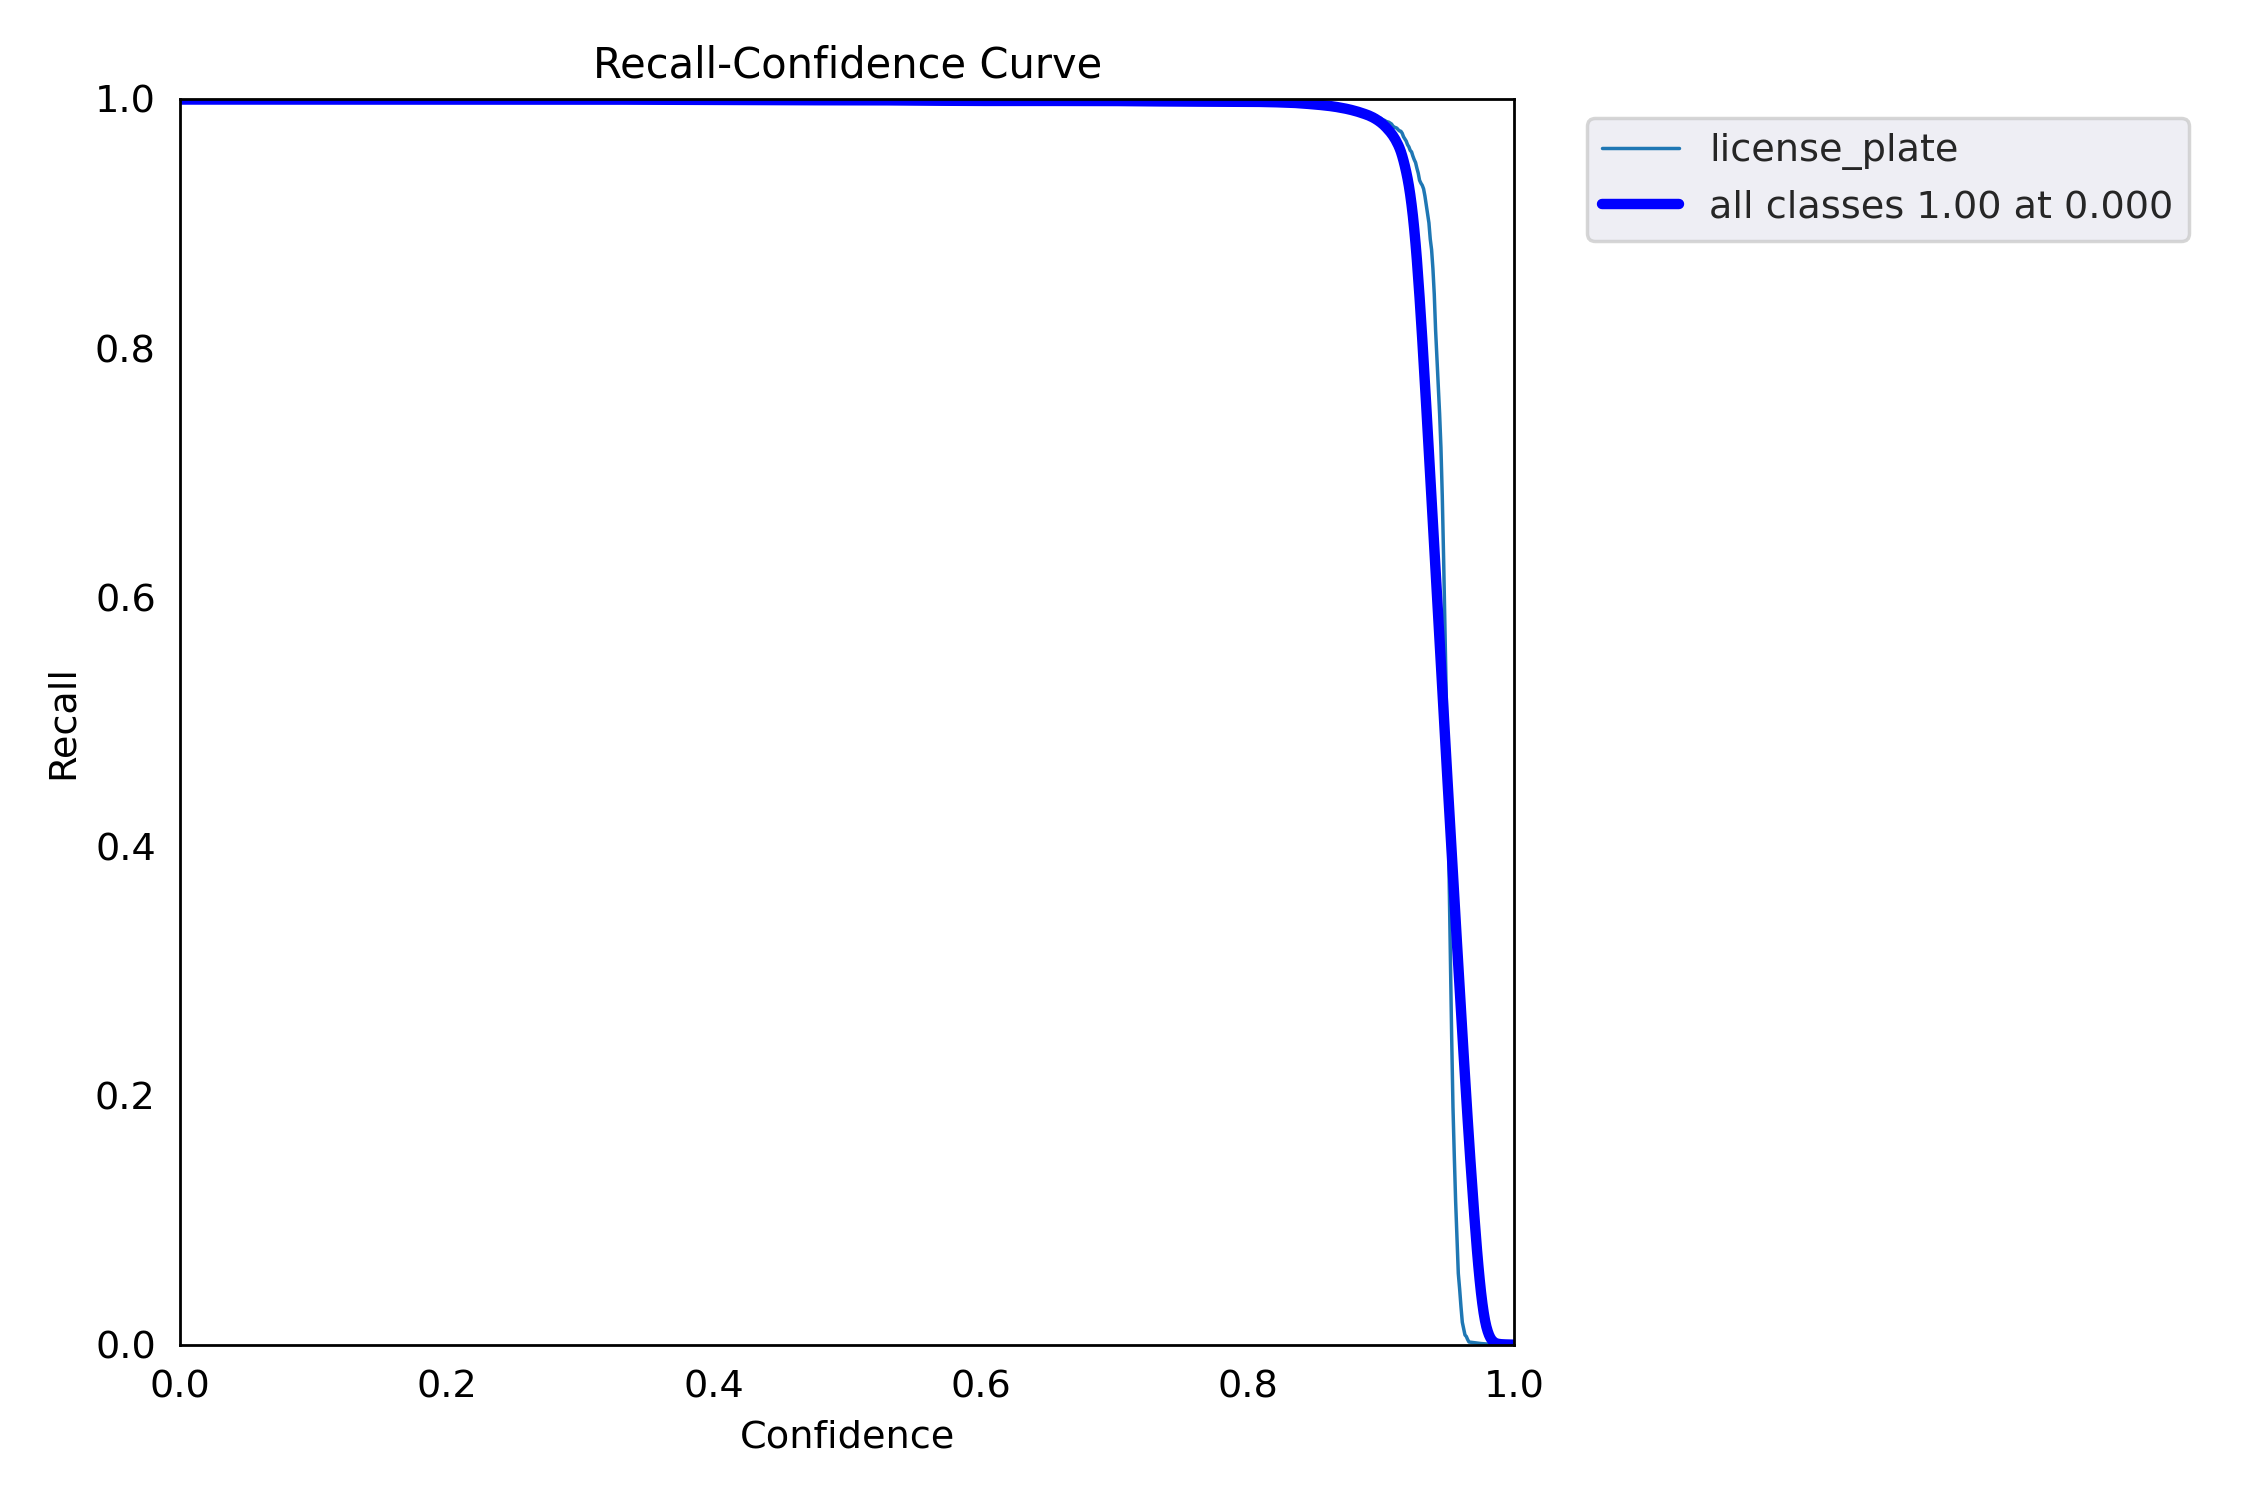 Recall-Confidence Curve
1.0
0.8
0.6
0.4
0.2
0.0
Recall
0.0 0.2 0.4 0.6 0.8 1.0
Confidence
license_plate
all classes 1.00 at 0.000